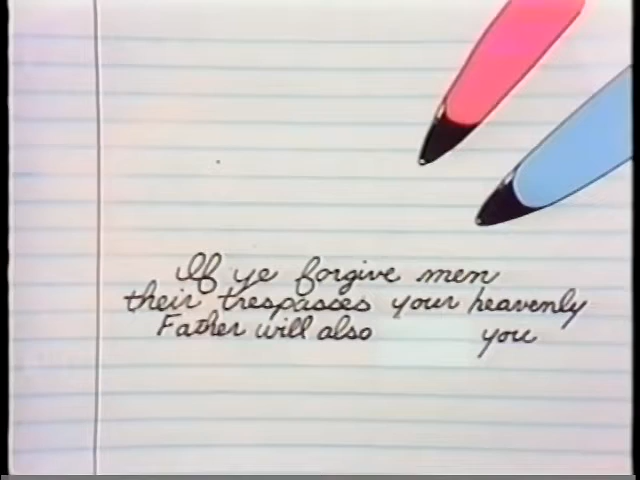 If ye forgive men
their trespasses your heavenly
Father will also you